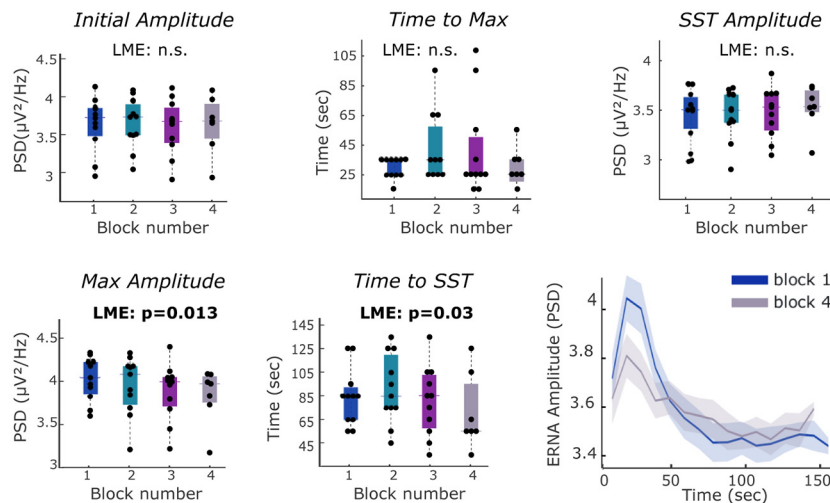 Initial Amplitude
LME: n.s.
PSD(µV²/Hz)
4.5
4
3.5
3
1 2 3 4
Block number
Time to Max
LME: n.s.
Time (sec)
105
85
65
45
25
1 2 3 4
Block number
SST Amplitude
LME: n.s.
PSD (µV²/Hz)
4
3.5
3
1 2 3 4
Block number
Max Amplitude
LME: p=0.013
PSD (µV²/Hz)
4.5
4
3.5
3
1 2 3 4
Block number
Time to SST
LME: p=0.03
Time (sec)
145
125
105
85
65
45
1 2 3 4
Block number
block 1
block 4
ERNA Amplitude (PSD)
4
3.8
3.6
3.4
0 50 100 150
Time (sec)